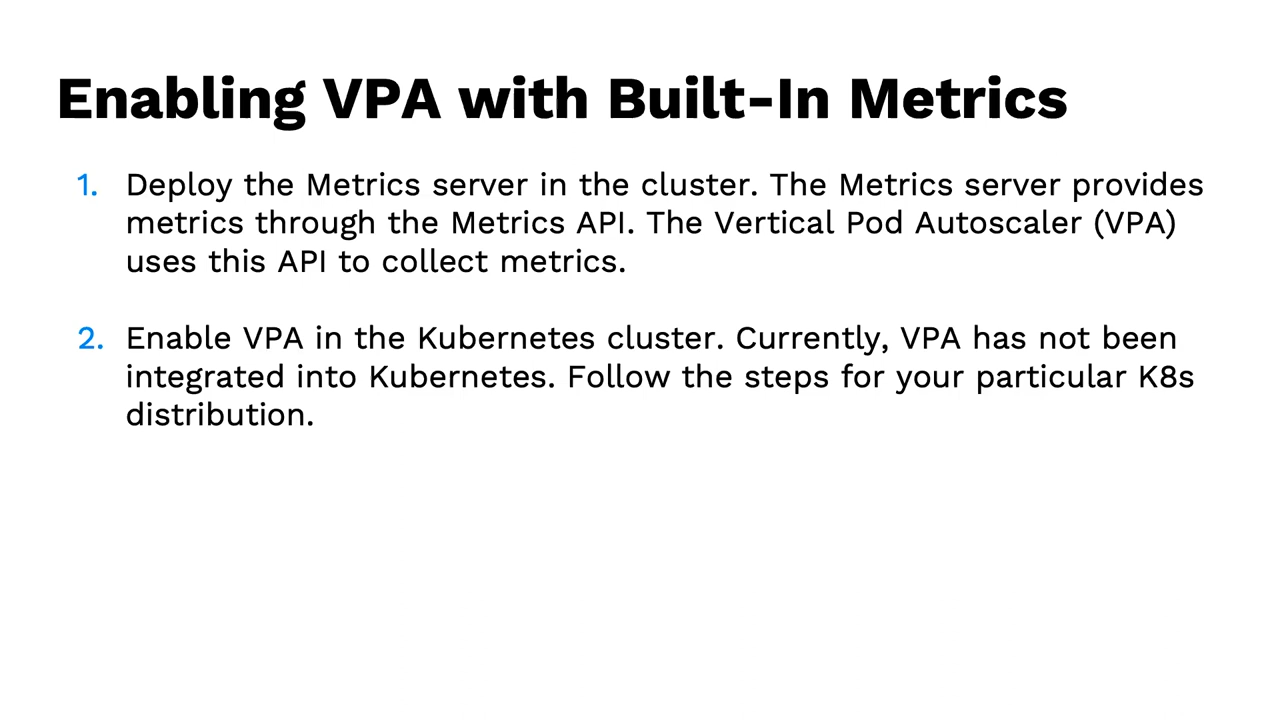 Enabling VPA with Built-In Metrics
1. Deploy the Metrics server in the cluster. The Metrics server provides
metrics through the Metrics API. The Vertical Pod Autoscaler (VPA)
uses this API to collect metrics.
2. Enable VPA in the Kubernetes cluster. Currently, VPA has not been
integrated into Kubernetes. Follow the steps for your particular K8s
distribution.